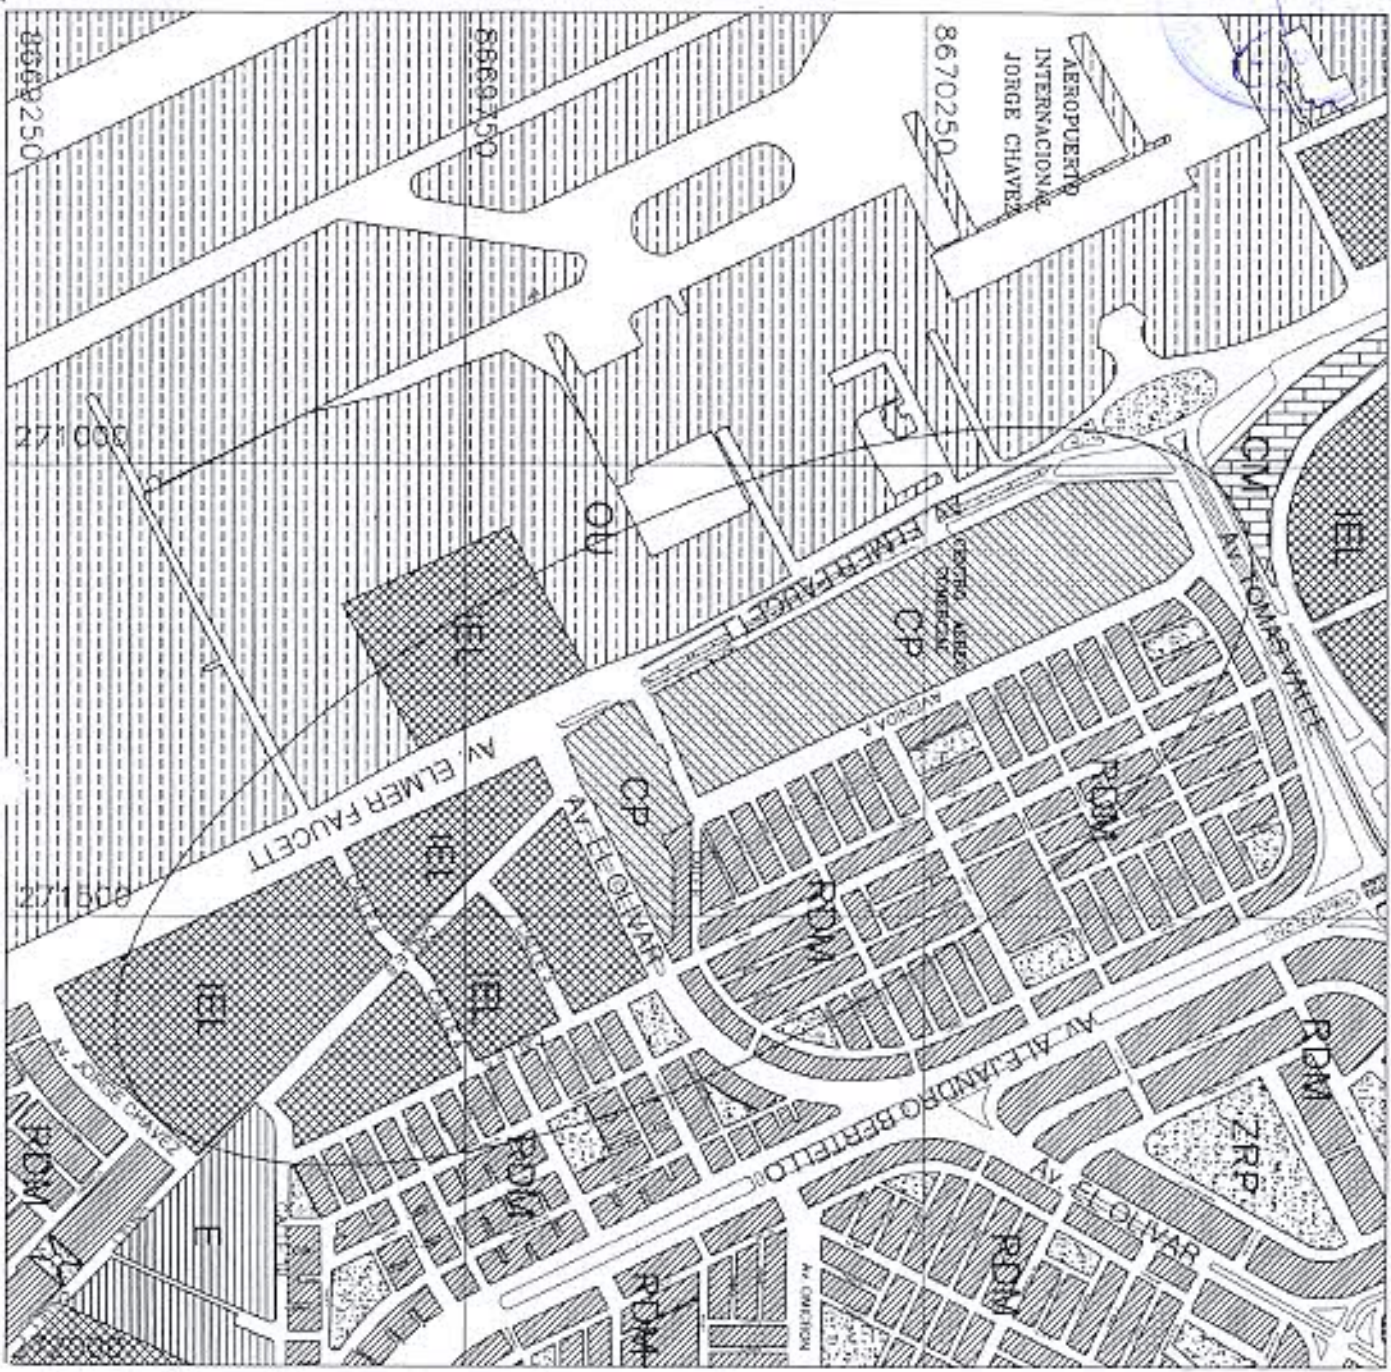 8669250
8669750
8670250
AEROPUERTO
INTERNACIONAL
JORGE CHAVEZ
271000
OU
CM
IEL
AV. ELMER FAUCETT
CENTRO AEREO
COMERCIAL
CP
AV. TOMAS VALLE
IEL
AVENIDA A
Av. ELMER FAUCETT
CP
RDM
AV. EL OLIVAR
IEL
271500
RDM
IEL
IEL
Av. ALEJANDRO BERTELLO
RDM
AV. JORGE CHAVEZ
RDM
RDM
ZRP
Av. EL OLIVAR
E
RDM
RDM